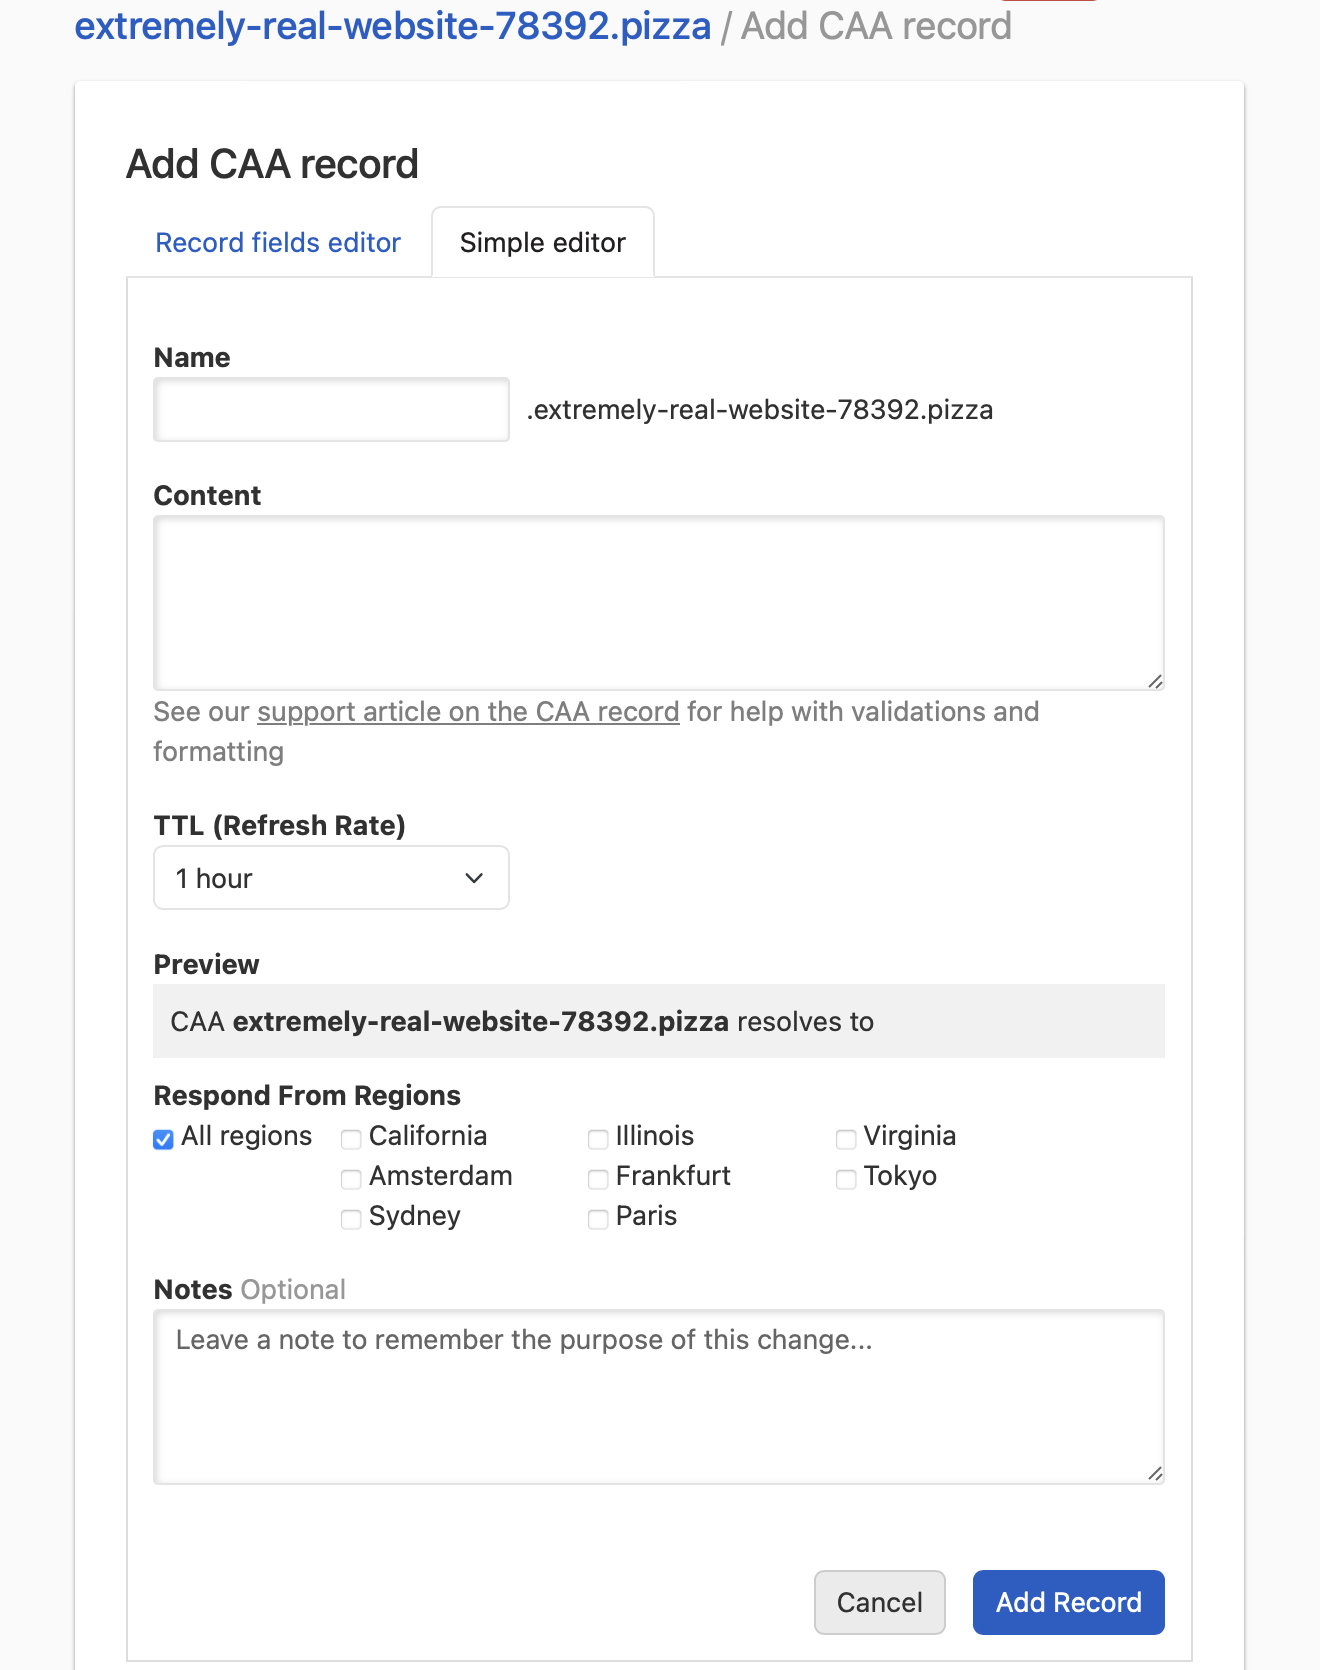 extremely-real-website-78392.pizza / Add CAA record
Add CAA record
Record fields editor
Simple editor
Name
.extremely-real-website-78392.pizza
Content
See our support article on the CAA record for help with validations and
formatting
TTL (Refresh Rate)
1 hour
Preview
CAA extremely-real-website-78392.pizza resolves to
Respond From Regions
All regions California Illinois Virginia
Amsterdam Frankfurt Tokyo
Sydney Paris
Notes Optional
Leave a note to remember the purpose of this change...
Cancel Add Record